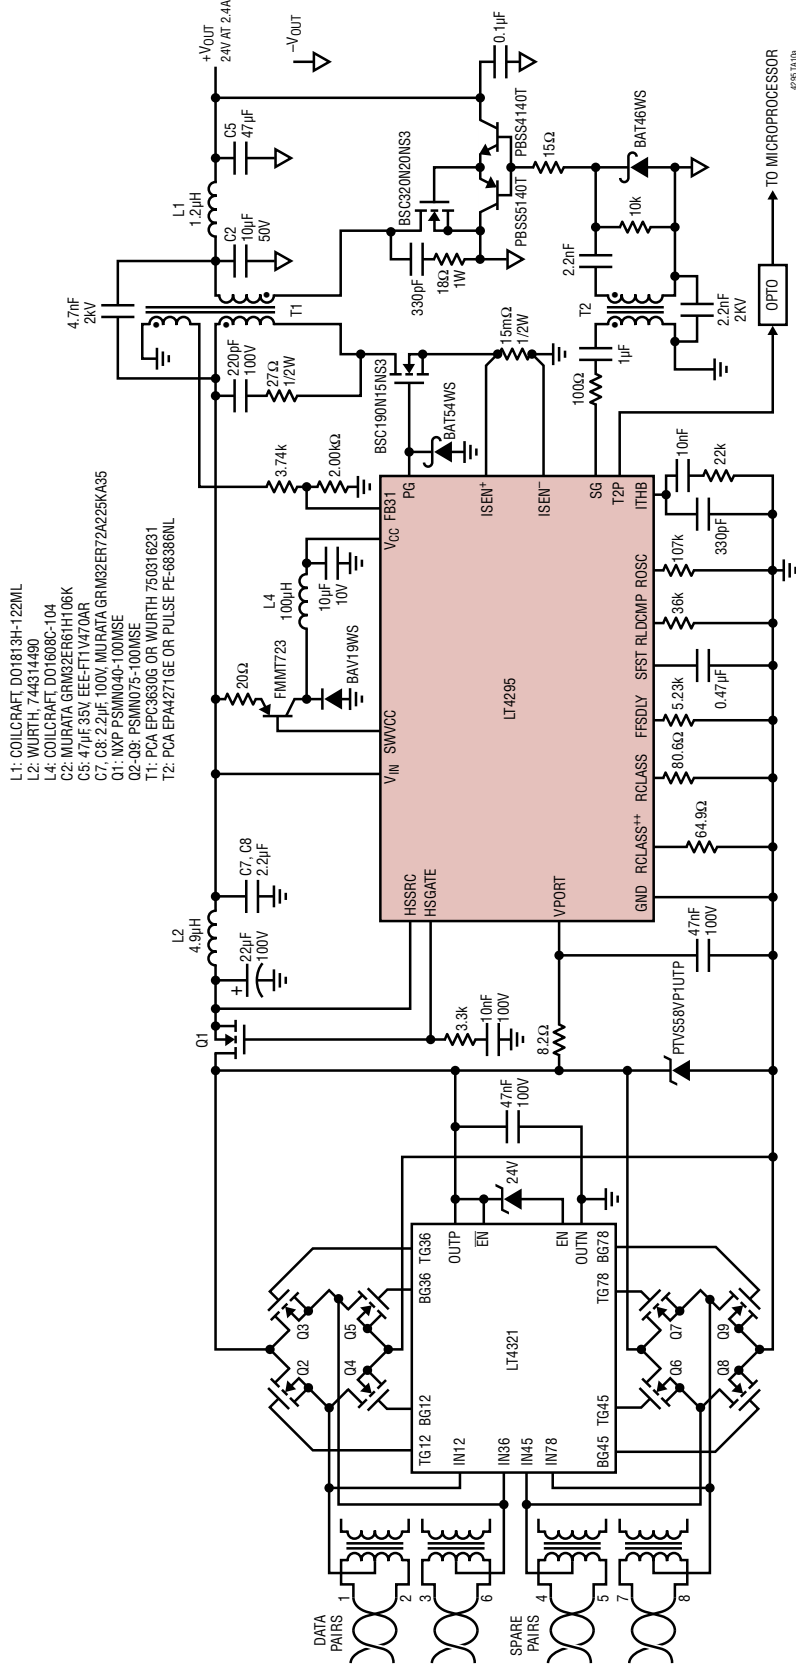 L1: COILCRAFT, DO1813H-122ML
L2: WURTH, 744314490
L4: COILCRAFT, DO1608C-104
C2: MURATA GRM32ER61H106K
C5: 47µF, 35V, EEE-FT1V470AR
C7, C8: 2.2µF, 100V, MURATA GRM32ER72A225KA35
Q1: NXP PSMN040-100MSE
Q2-Q9: PSMN075-100MSE
T1: PCA EPC3630G OR WURTH 750316231
T2: PCA EPA4271GE OR PULSE PE-68386NL
DATA
PAIRS
1
2
3
6
SPARE
PAIRS
4
5
7
8
Q2
Q3
Q4
Q5
TG12
BG12
BG36
TG36
IN12
IN36
IN45
IN78
LT4321
OUTP
EN
EN
OUTN
BG45
TG45
TG78
BG78
Q6
Q7
Q8
Q9
24V
47nF
100V
Q1
3.3k
10nF
100V
8.2Ω
PTVS58VP1UTP
47nF
100V
+
22µF
100V
L2
4.9µH
C7, C8
2.2µF
HSSRC
HSGATE
VPORT
VIN
SWVCC
VCC
FB31
LT4295
PG
ISEN+
ISEN–
SG
T2P
GND
RCLASS++
RCLASS
FFSDLY
SFST
RLDCMP
ROSC
ITHB
64.9Ω
80.6Ω
5.23k
0.47µF
36k
107k
330pF
10nF
22k
20Ω
FMMT723
BAV19WS
L4
100µH
10µF
10V
3.74k
2.00kΩ
220pF
100V
27Ω
1/2W
4.7nF
2kV
T1
BSC190N15NS3
BAT54WS
15mΩ
1/2W
C2
10µF
50V
L1
1.2µH
C5
47µF
+VOUT
24V AT 2.4A
–VOUT
0.1µF
BSC320N20NS3
330pF
18Ω
1W
PBSS4140T
PBSS5140T
15Ω
100Ω
1µF
T2
2.2nF
10k
BAT46WS
2.2nF
2KV
OPTO
TO MICROPROCESSOR
4295 TA10a